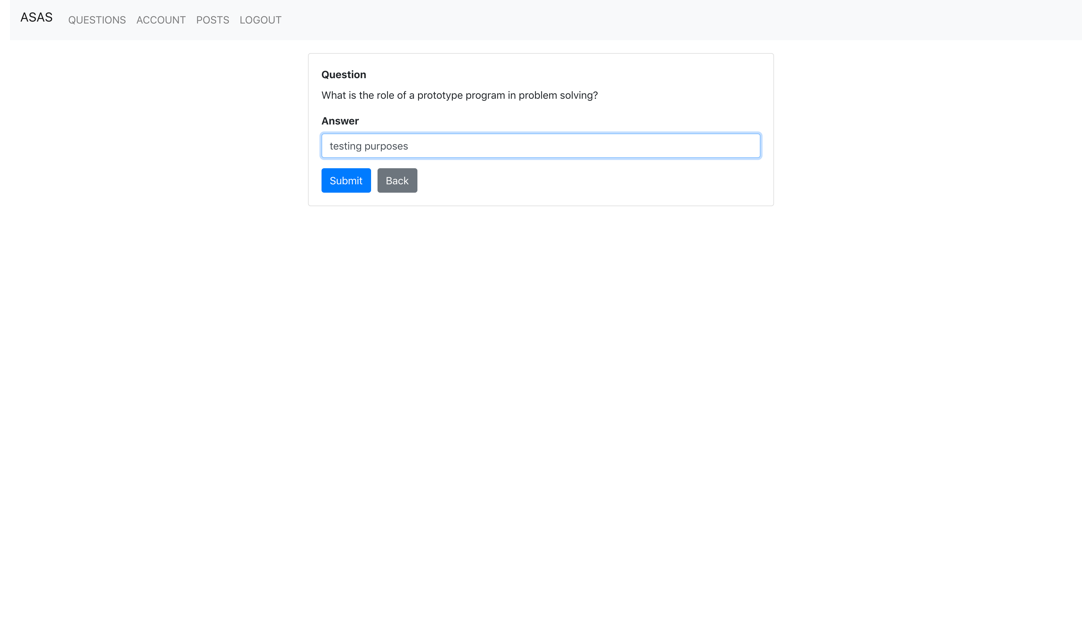 ASAS QUESTIONS ACCOUNT POSTS LOGOUT
Question
What is the role of a prototype program in problem solving?
Answer
testing purposes
Submit Back